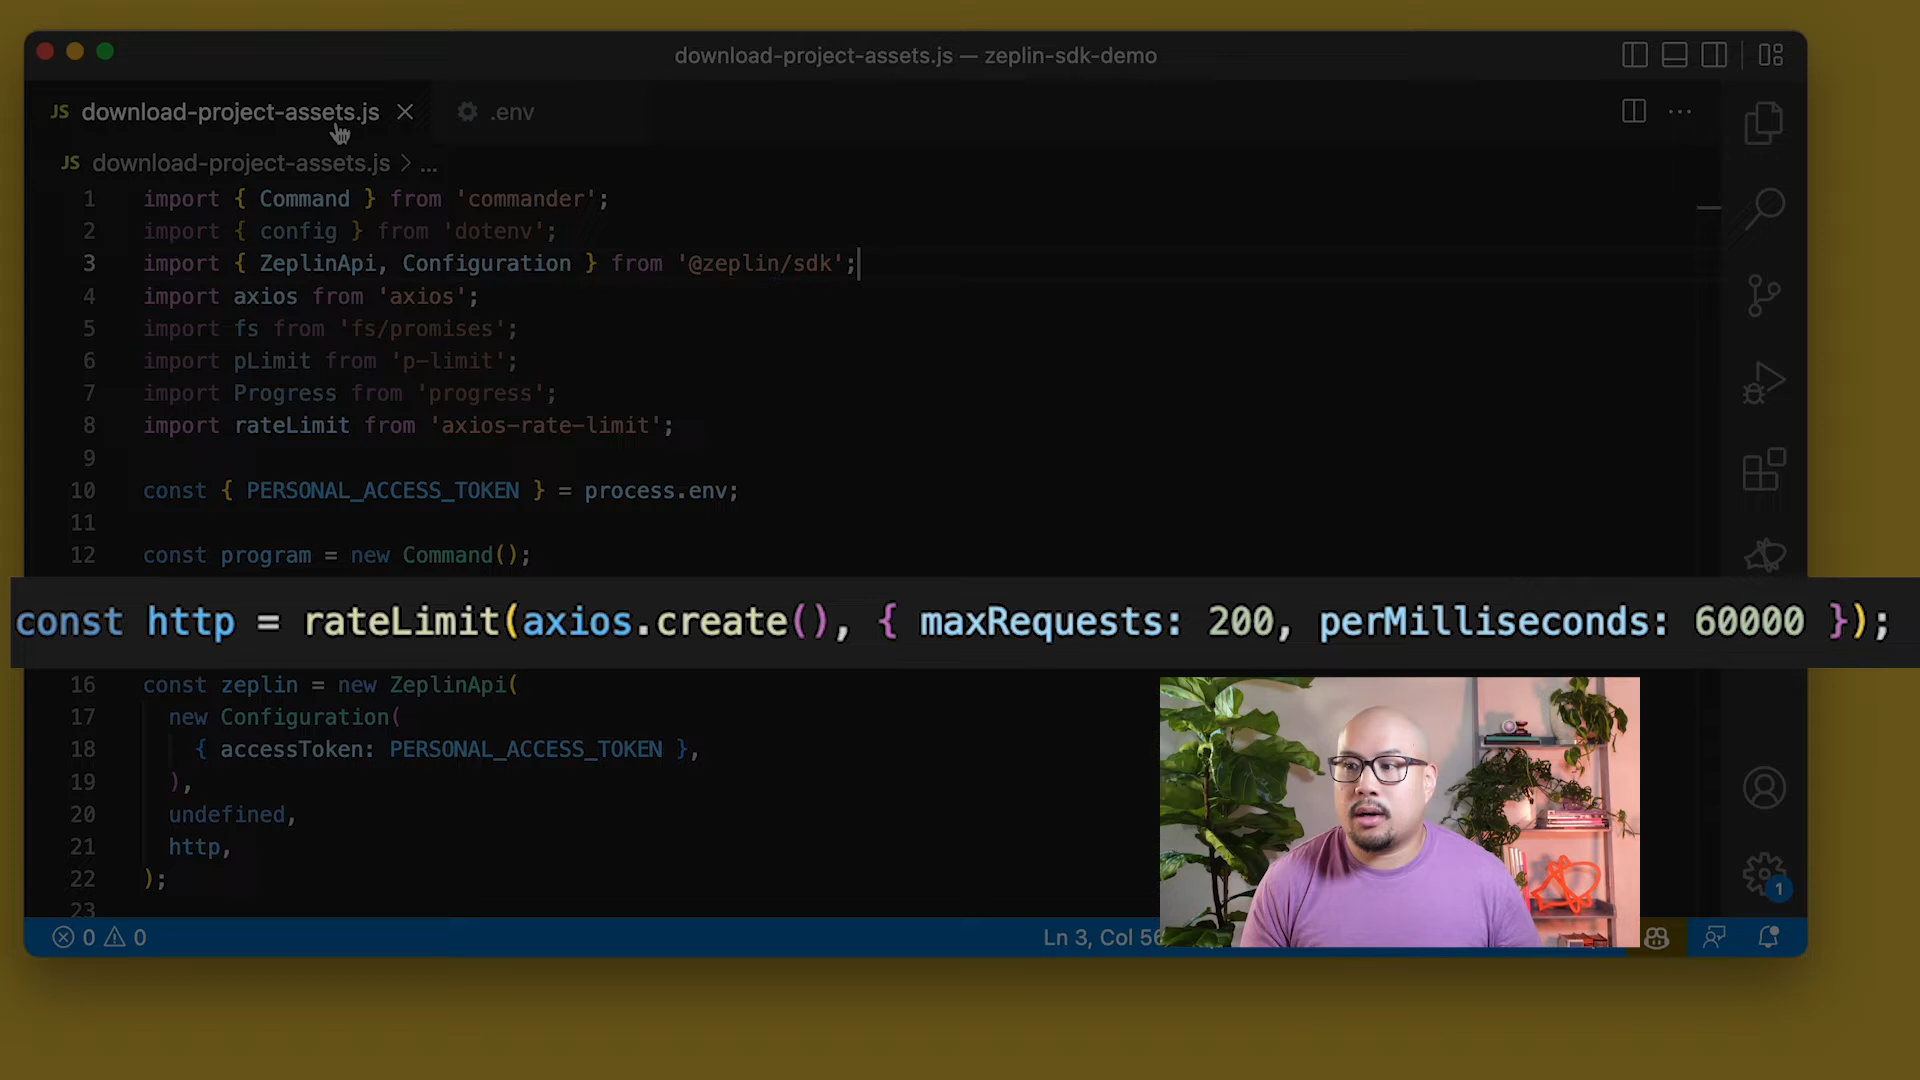 download-project-assets.js — zeplin-sdk-demo
JS download-project-assets.js .env
JS download-project-assets.js > ...
1 import { Command } from 'commander';
2 import { config } from 'dotenv';
3 import { ZeplinApi, Configuration } from '@zeplin/sdk';
4 import axios from 'axios';
5 import fs from 'fs/promises';
6 import pLimit from 'p-limit';
7 import Progress from 'progress';
8 import rateLimit from 'axios-rate-limit';
9
10 const { PERSONAL_ACCESS_TOKEN } = process.env;
11
12 const program = new Command();
const http = rateLimit(axios.create(), { maxRequests: 200, perMilliseconds: 60000 });
16 const zeplin = new ZeplinApi(
17 new Configuration(
18 { accessToken: PERSONAL_ACCESS_TOKEN },
19 ),
20 undefined,
21 http,
22 );
23
0 0 Ln 3, Col 56
1